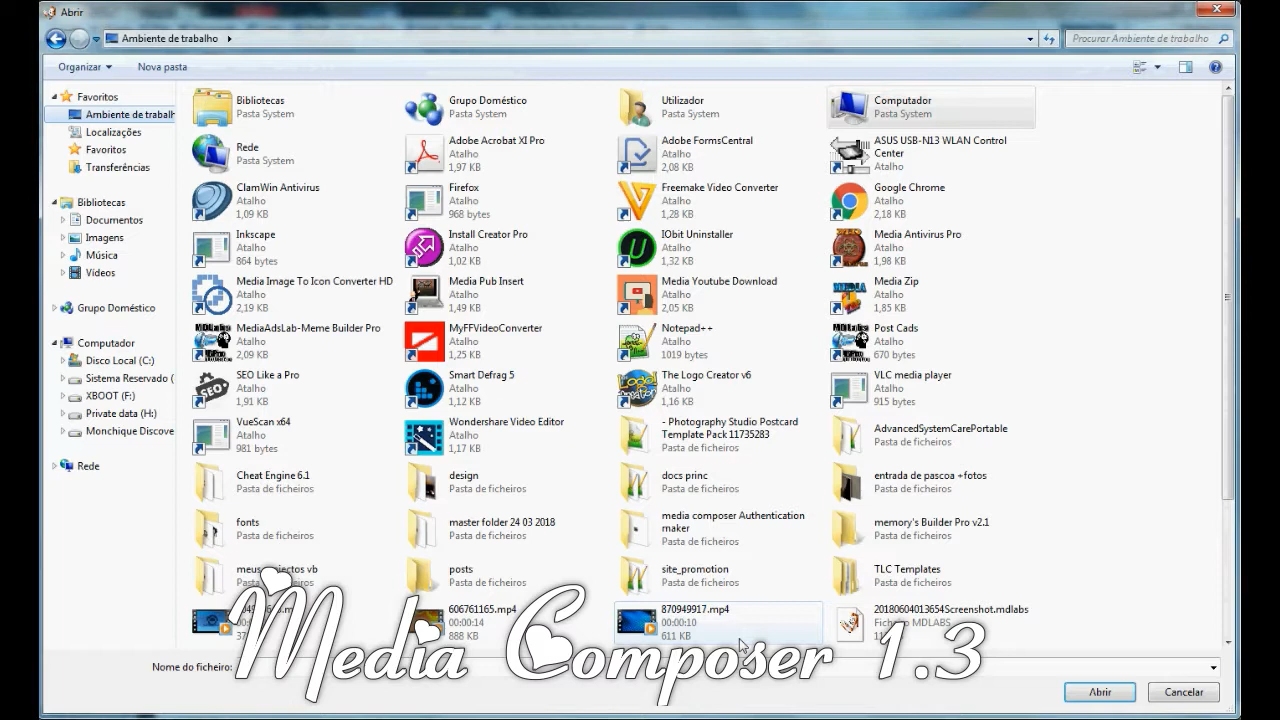 Abrir
Ambiente de trabalho
Procurar Ambiente de trabalho
Organizar
Nova pasta
Favoritos
Ambiente de trabalh
Localizações
Favoritos
Transferências
Bibliotecas
Documentos
Imagens
Música
Vídeos
Grupo Doméstico
Computador
Disco Local (C:)
Sistema Reservado (
XBOOT (F:)
Private data (H:)
Monchique Discove
Rede
Bibliotecas
Pasta System
Grupo Doméstico
Pasta System
Utilizador
Pasta System
Computador
Pasta System
Rede
Pasta System
Adobe Acrobat XI Pro
Atalho
1,97 KB
Adobe FormsCentral
Atalho
2,08 KB
ASUS USB-N13 WLAN Control
Center
Atalho
ClamWin Antivirus
Atalho
1,09 KB
Firefox
Atalho
968 bytes
Freemake Video Converter
Atalho
1,28 KB
Google Chrome
Atalho
2,18 KB
Inkscape
Atalho
864 bytes
Install Creator Pro
Atalho
1,02 KB
IObit Uninstaller
Atalho
1,32 KB
Media Antivirus Pro
Atalho
1,98 KB
Media Image To Icon Converter HD
Atalho
2,19 KB
Media Pub Insert
Atalho
1,49 KB
Media Youtube Download
Atalho
2,05 KB
Media Zip
Atalho
1,85 KB
MediaAdsLab-Meme Builder Pro
Atalho
2,09 KB
MyFFVideoConverter
Atalho
1,25 KB
Notepad++
Atalho
1019 bytes
Post Cads
Atalho
670 bytes
SEO Like a Pro
Atalho
1,91 KB
Smart Defrag 5
Atalho
1,12 KB
The Logo Creator v6
Atalho
1,16 KB
VLC media player
Atalho
915 bytes
VueScan x64
Atalho
981 bytes
Wondershare Video Editor
Atalho
1,17 KB
- Photography Studio Postcard
Template Pack 11735283
Pasta de ficheiros
AdvancedSystemCarePortable
Pasta de ficheiros
Cheat Engine 6.1
Pasta de ficheiros
design
Pasta de ficheiros
docs princ
Pasta de ficheiros
entrada de pascoa +fotos
Pasta de ficheiros
fonts
Pasta de ficheiros
master folder 24 03 2018
Pasta de ficheiros
media composer Authentication
maker
Pasta de ficheiros
memory's Builder Pro v2.1
Pasta de ficheiros
meus projectos vb
Pasta de ficheiros
posts
Pasta de ficheiros
site_promotion
Pasta de ficheiros
TLC Templates
Pasta de ficheiros
606761165.mp4
00:00:14
888 KB
870949917.mp4
00:00:10
611 KB
20180604013654Screenshot.mdlabs
Ficheiro MDLABS
Media Composer 1.3
Nome do ficheiro:
Abrir
Cancelar